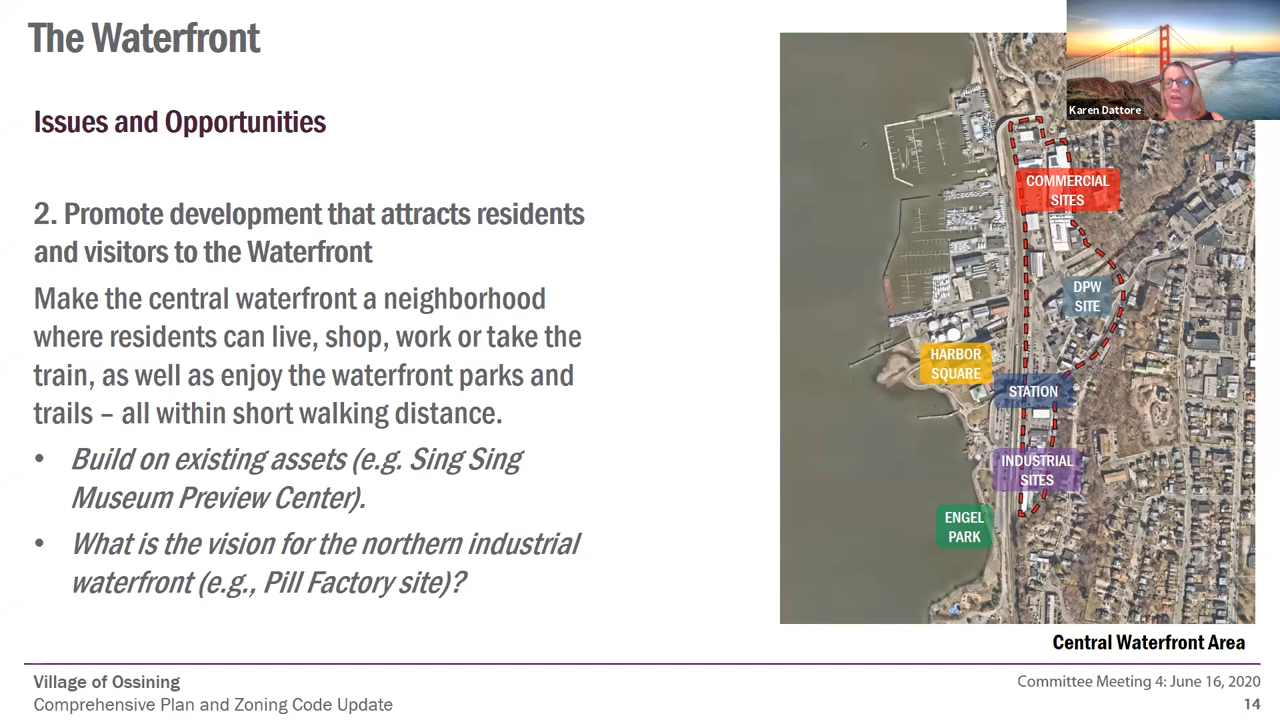 The Waterfront
Issues and Opportunities
2. Promote development that attracts residents
and visitors to the Waterfront
Make the central waterfront a neighborhood
where residents can live, shop, work or take the
train, as well as enjoy the waterfront parks and
trails – all within short walking distance.
• Build on existing assets (e.g. Sing Sing
Museum Preview Center).
• What is the vision for the northern industrial
waterfront (e.g., Pill Factory site)?
Karen Dattore
COMMERCIAL
SITES
DPW
SITE
HARBOR
SQUARE
STATION
INDUSTRIAL
SITES
ENGEL
PARK
Central Waterfront Area
Village of Ossining
Comprehensive Plan and Zoning Code Update
Committee Meeting 4: June 16, 2020
14